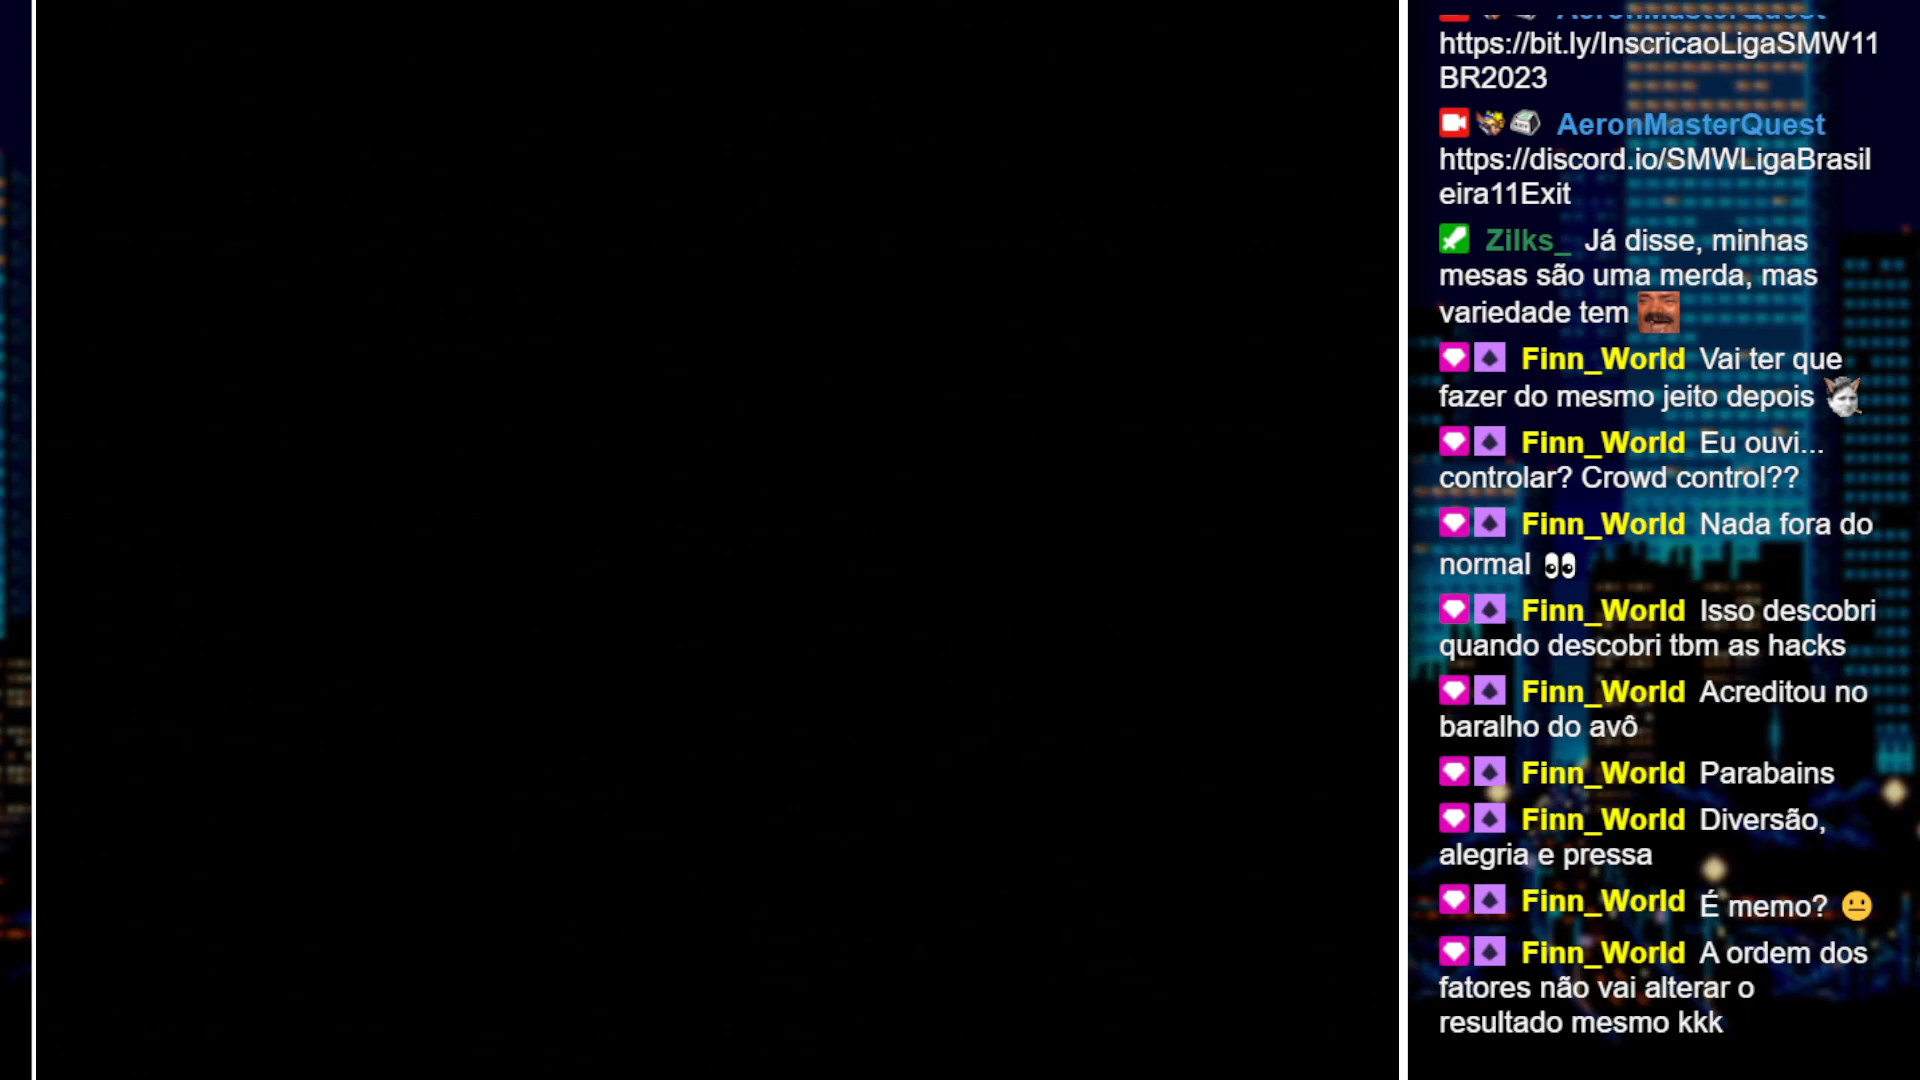 AeronMasterQuest
https://bit.ly/InscricaoLigaSMW11
BR2023
AeronMasterQuest
https://discord.io/SMWLigaBrasil
eira11Exit
Zilks_ Já disse, minhas
mesas são uma merda, mas
variedade tem
Finn_World Vai ter que
fazer do mesmo jeito depois
Finn_World Eu ouvi...
controlar? Crowd control??
Finn_World Nada fora do
normal 👀
Finn_World Isso descobri
quando descobri tbm as hacks
Finn_World Acreditou no
baralho do avô
Finn_World Parabains
Finn_World Diversão,
alegria e pressa
Finn_World É memo? 😐
Finn_World A ordem dos
fatores não vai alterar o
resultado mesmo kkk